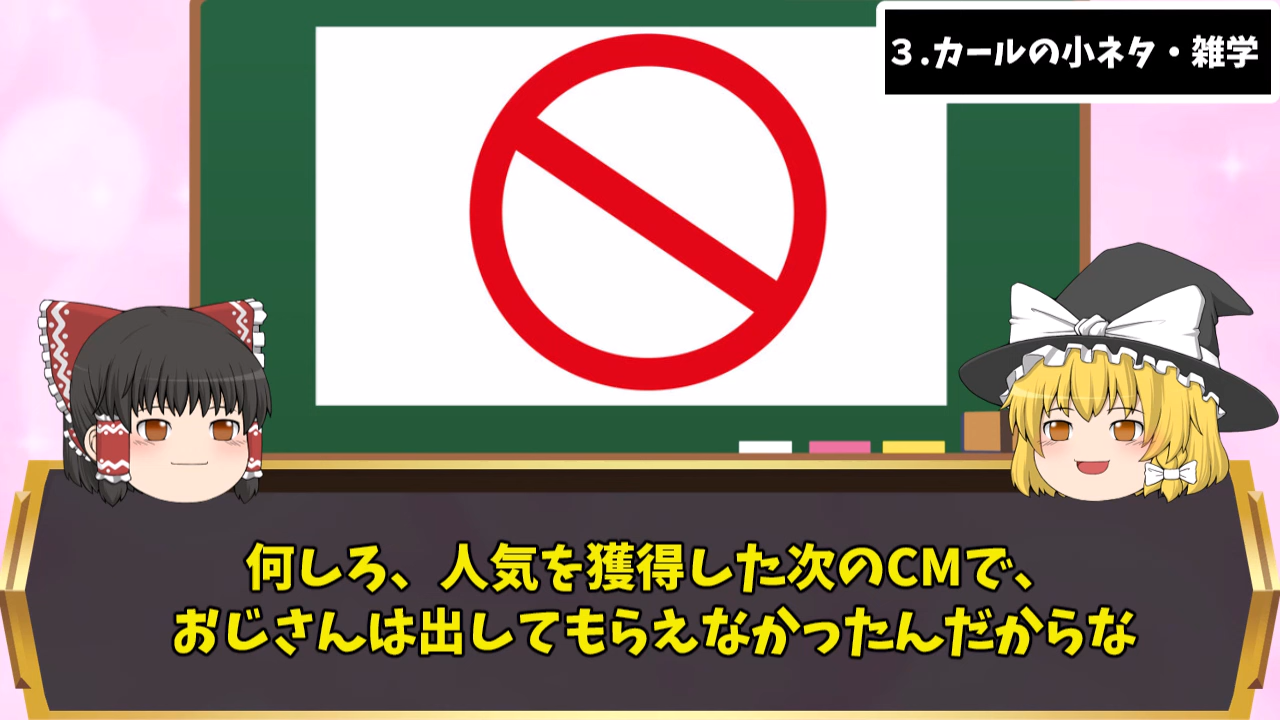 ３.カールの小ネタ・雑学
何しろ、人気を獲得した次のCMで、
おじさんは出してもらえなかったんだからな